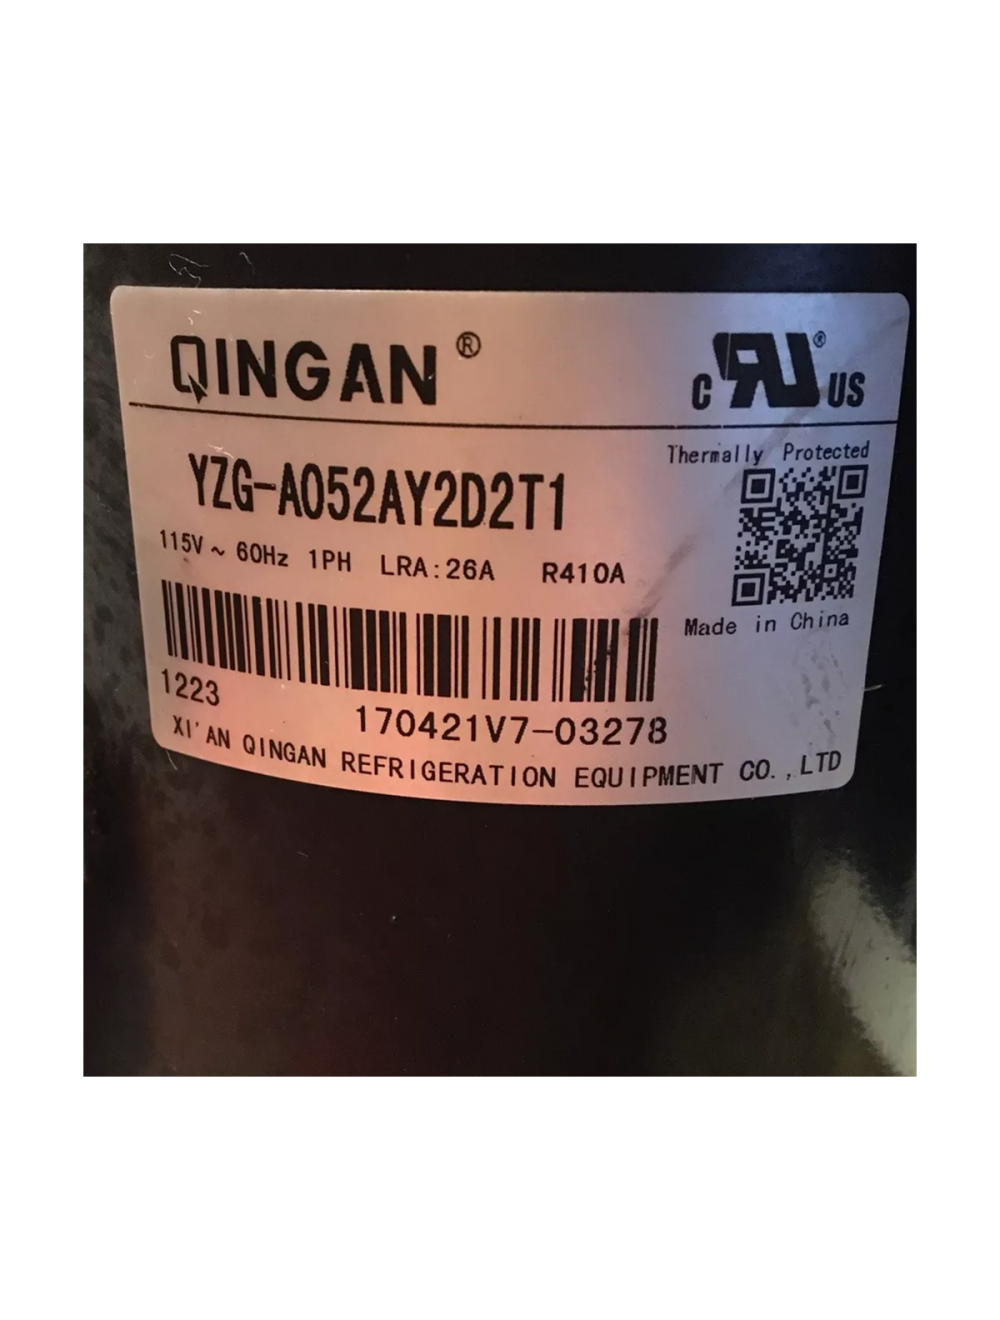 QINGAN®
c RU® US
Thermally Protected
YZG-A052AY2D2T1
115V ~ 60Hz 1PH LRA:26A R410A
Made in China
1223
170421V7-03278
XI'AN QINGAN REFRIGERATION EQUIPMENT CO.,LTD